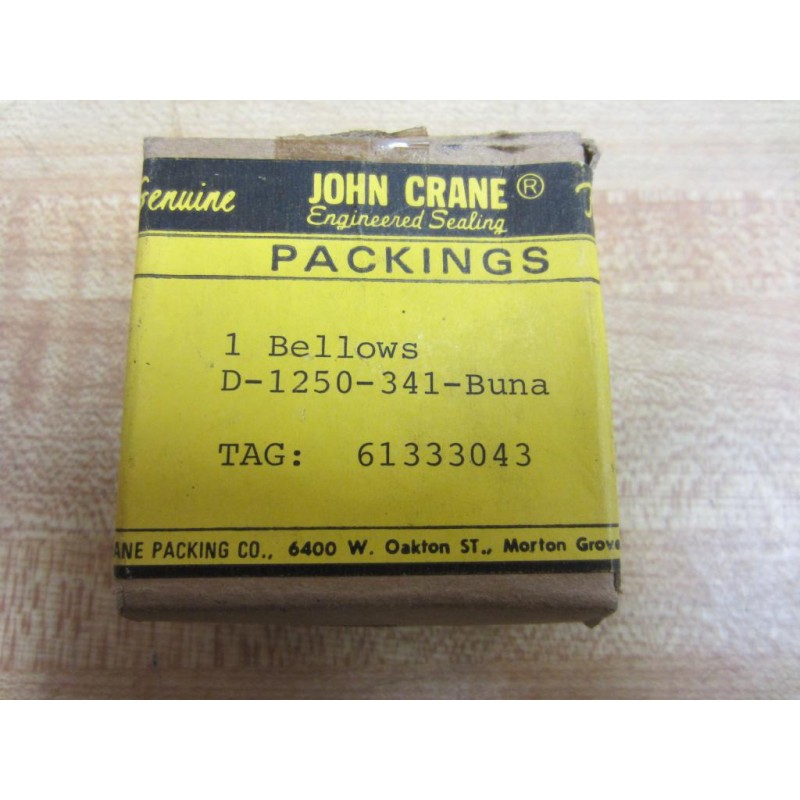 Genuine JOHN CRANE®
Engineered Sealing
PACKINGS
1 Bellows
D-1250-341-Buna
TAG: 61333043
ANE PACKING CO., 6400 W. Oakton ST., Morton Grove